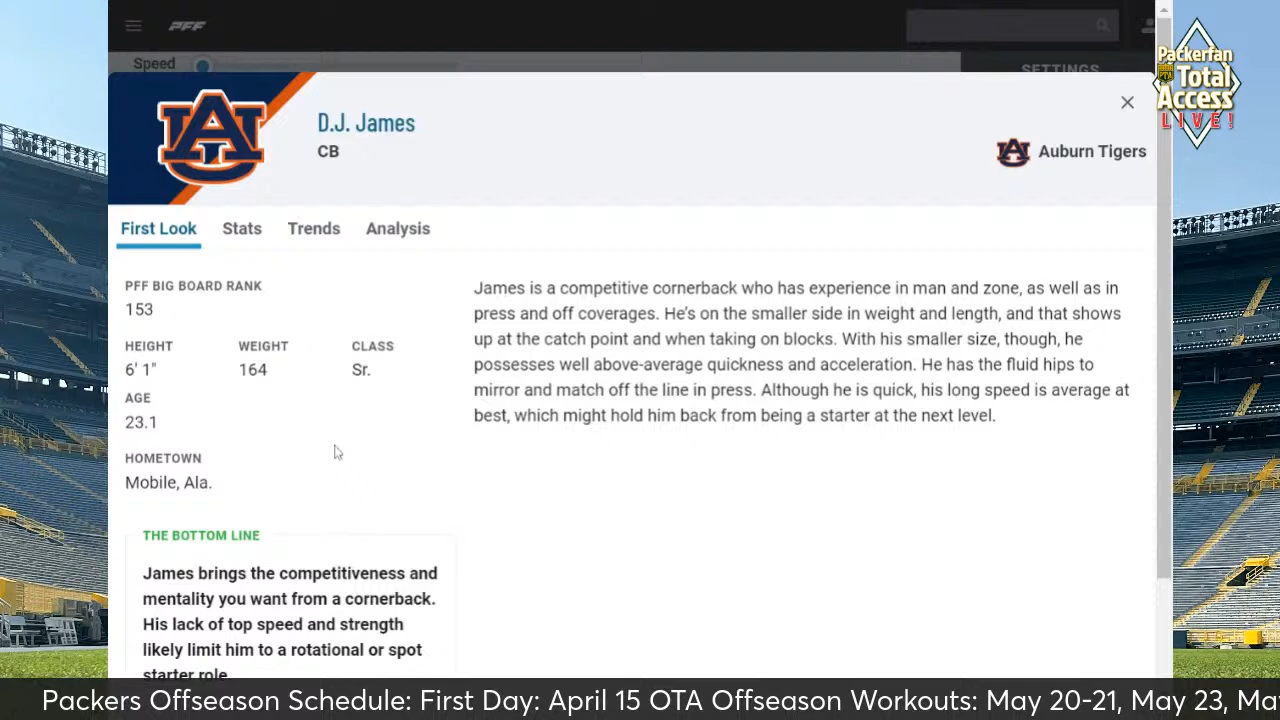 PFF
Speed
SETTINGS
Packerfan
PTA
Total
Access
LIVE!
D.J. James
CB
Auburn Tigers
First Look
Stats
Trends
Analysis
PFF BIG BOARD RANK
153
HEIGHT
WEIGHT
CLASS
6' 1"
164
Sr.
AGE
23.1
HOMETOWN
Mobile, Ala.
James is a competitive cornerback who has experience in man and zone, as well as in
press and off coverages. He's on the smaller side in weight and length, and that shows
up at the catch point and when taking on blocks. With his smaller size, though, he
possesses well above-average quickness and acceleration. He has the fluid hips to
mirror and match off the line in press. Although he is quick, his long speed is average at
best, which might hold him back from being a starter at the next level.
THE BOTTOM LINE
James brings the competitiveness and
mentality you want from a cornerback.
His lack of top speed and strength
likely limit him to a rotational or spot
starter role
Packers Offseason Schedule: First Day: April 15 OTA Offseason Workouts: May 20-21, May 23, Ma